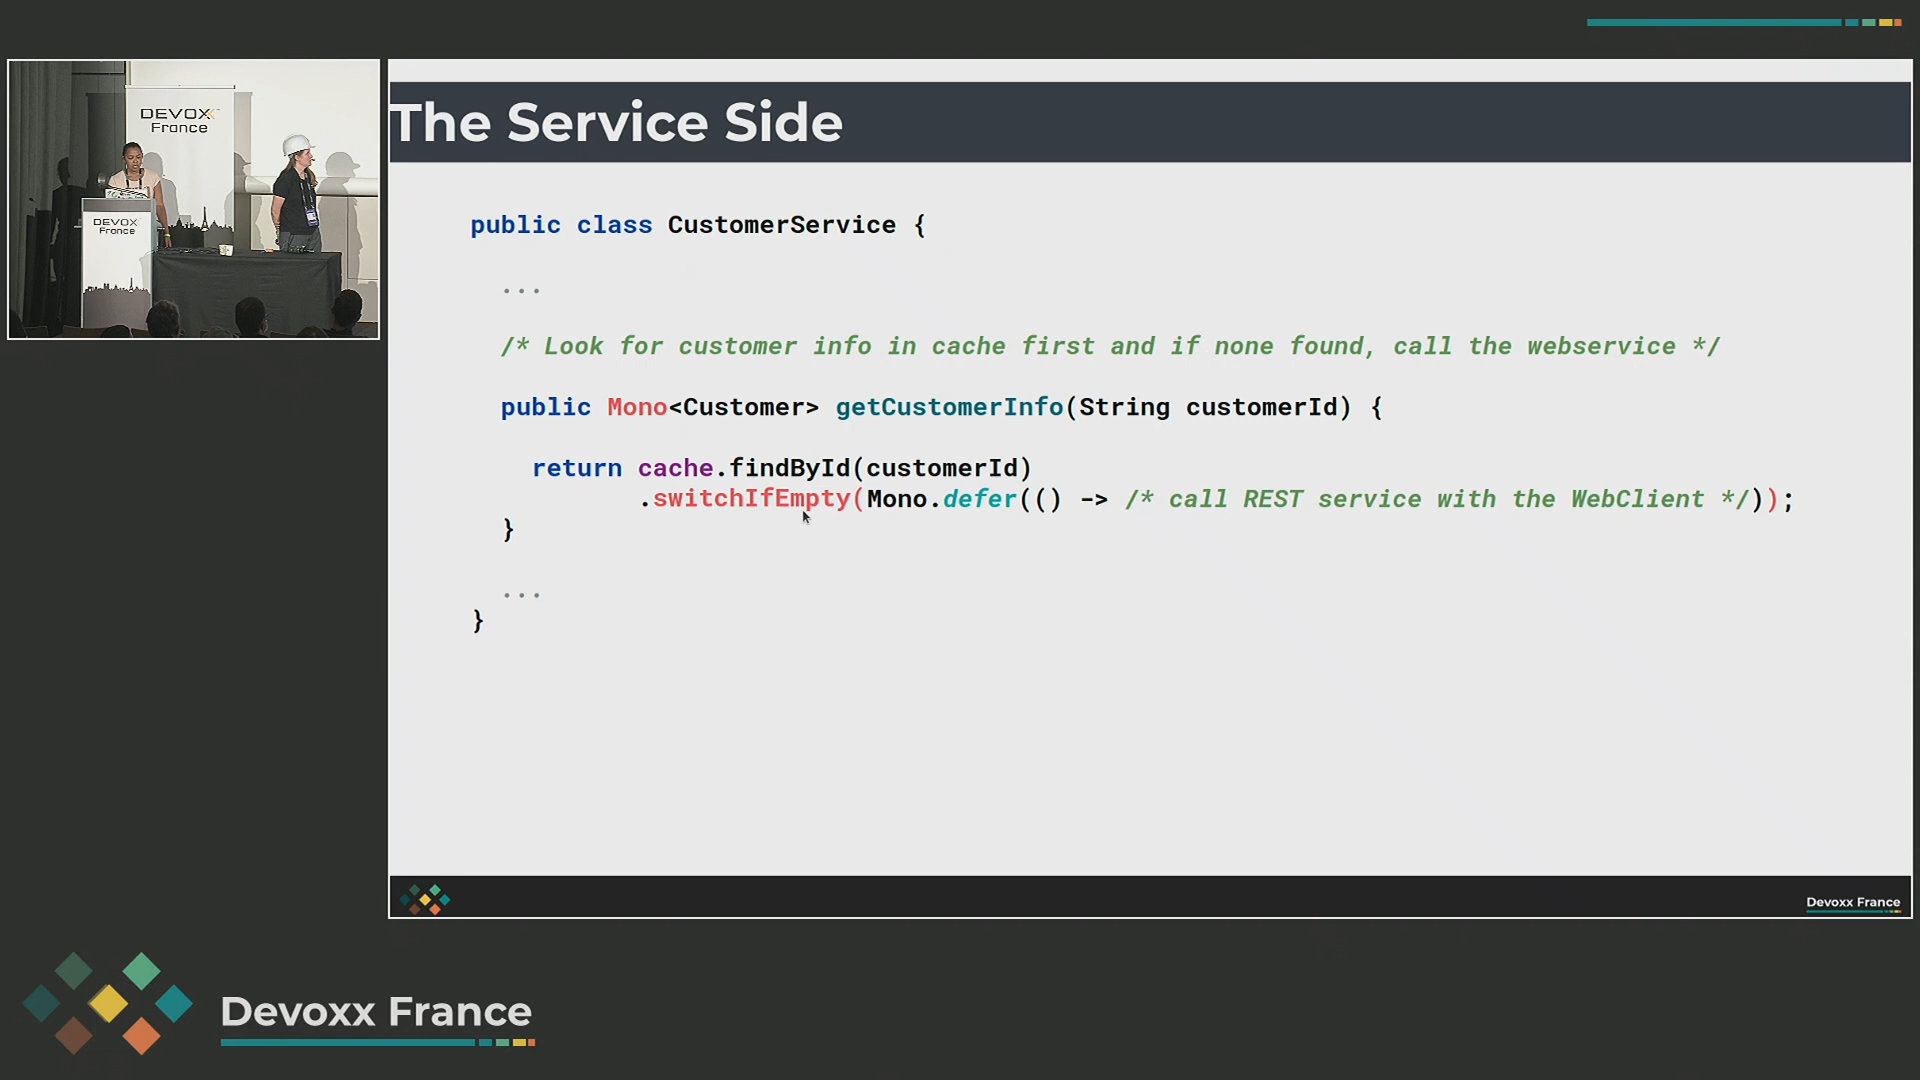 DEVOXX
France
DEVOXX
France
The Service Side
public class CustomerService {
...
/* Look for customer info in cache first and if none found, call the webservice */
public Mono<Customer> getCustomerInfo(String customerId) {
return cache.findById(customerId)
.switchIfEmpty(Mono.defer(() -> /* call REST service with the WebClient */));
}
...
}
Devoxx France
Devoxx France